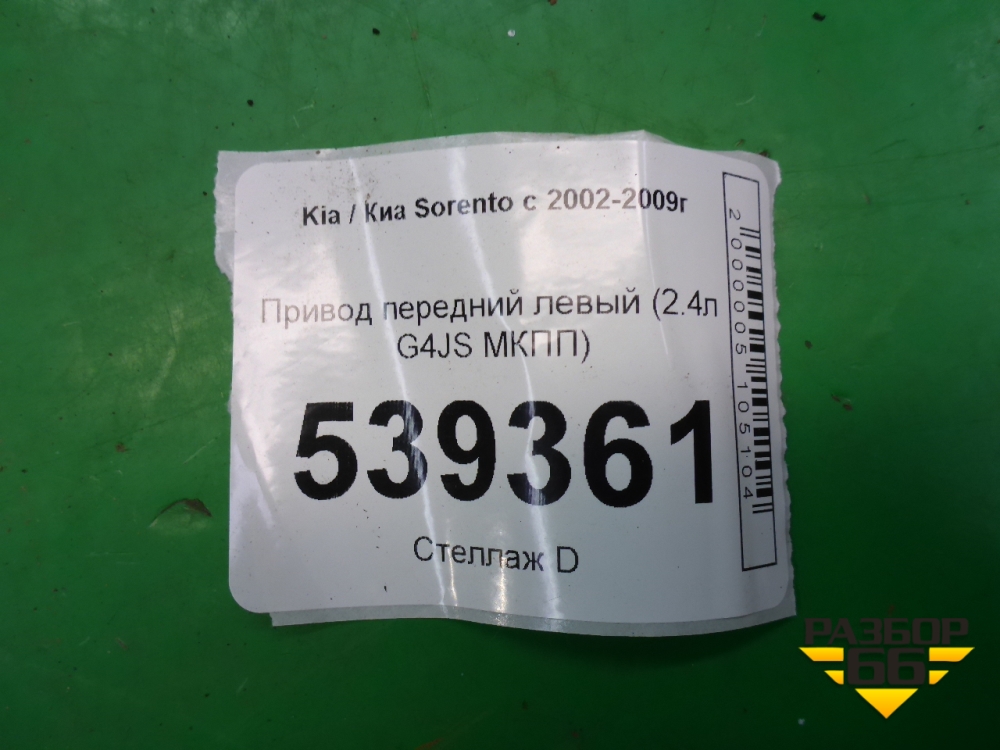 Kia / Киа Sorento с 2002-2009г
Привод передний левый (2.4л
G4JS МКПП)
539361
Стеллаж D
2000005105104
РАЗБОР
66